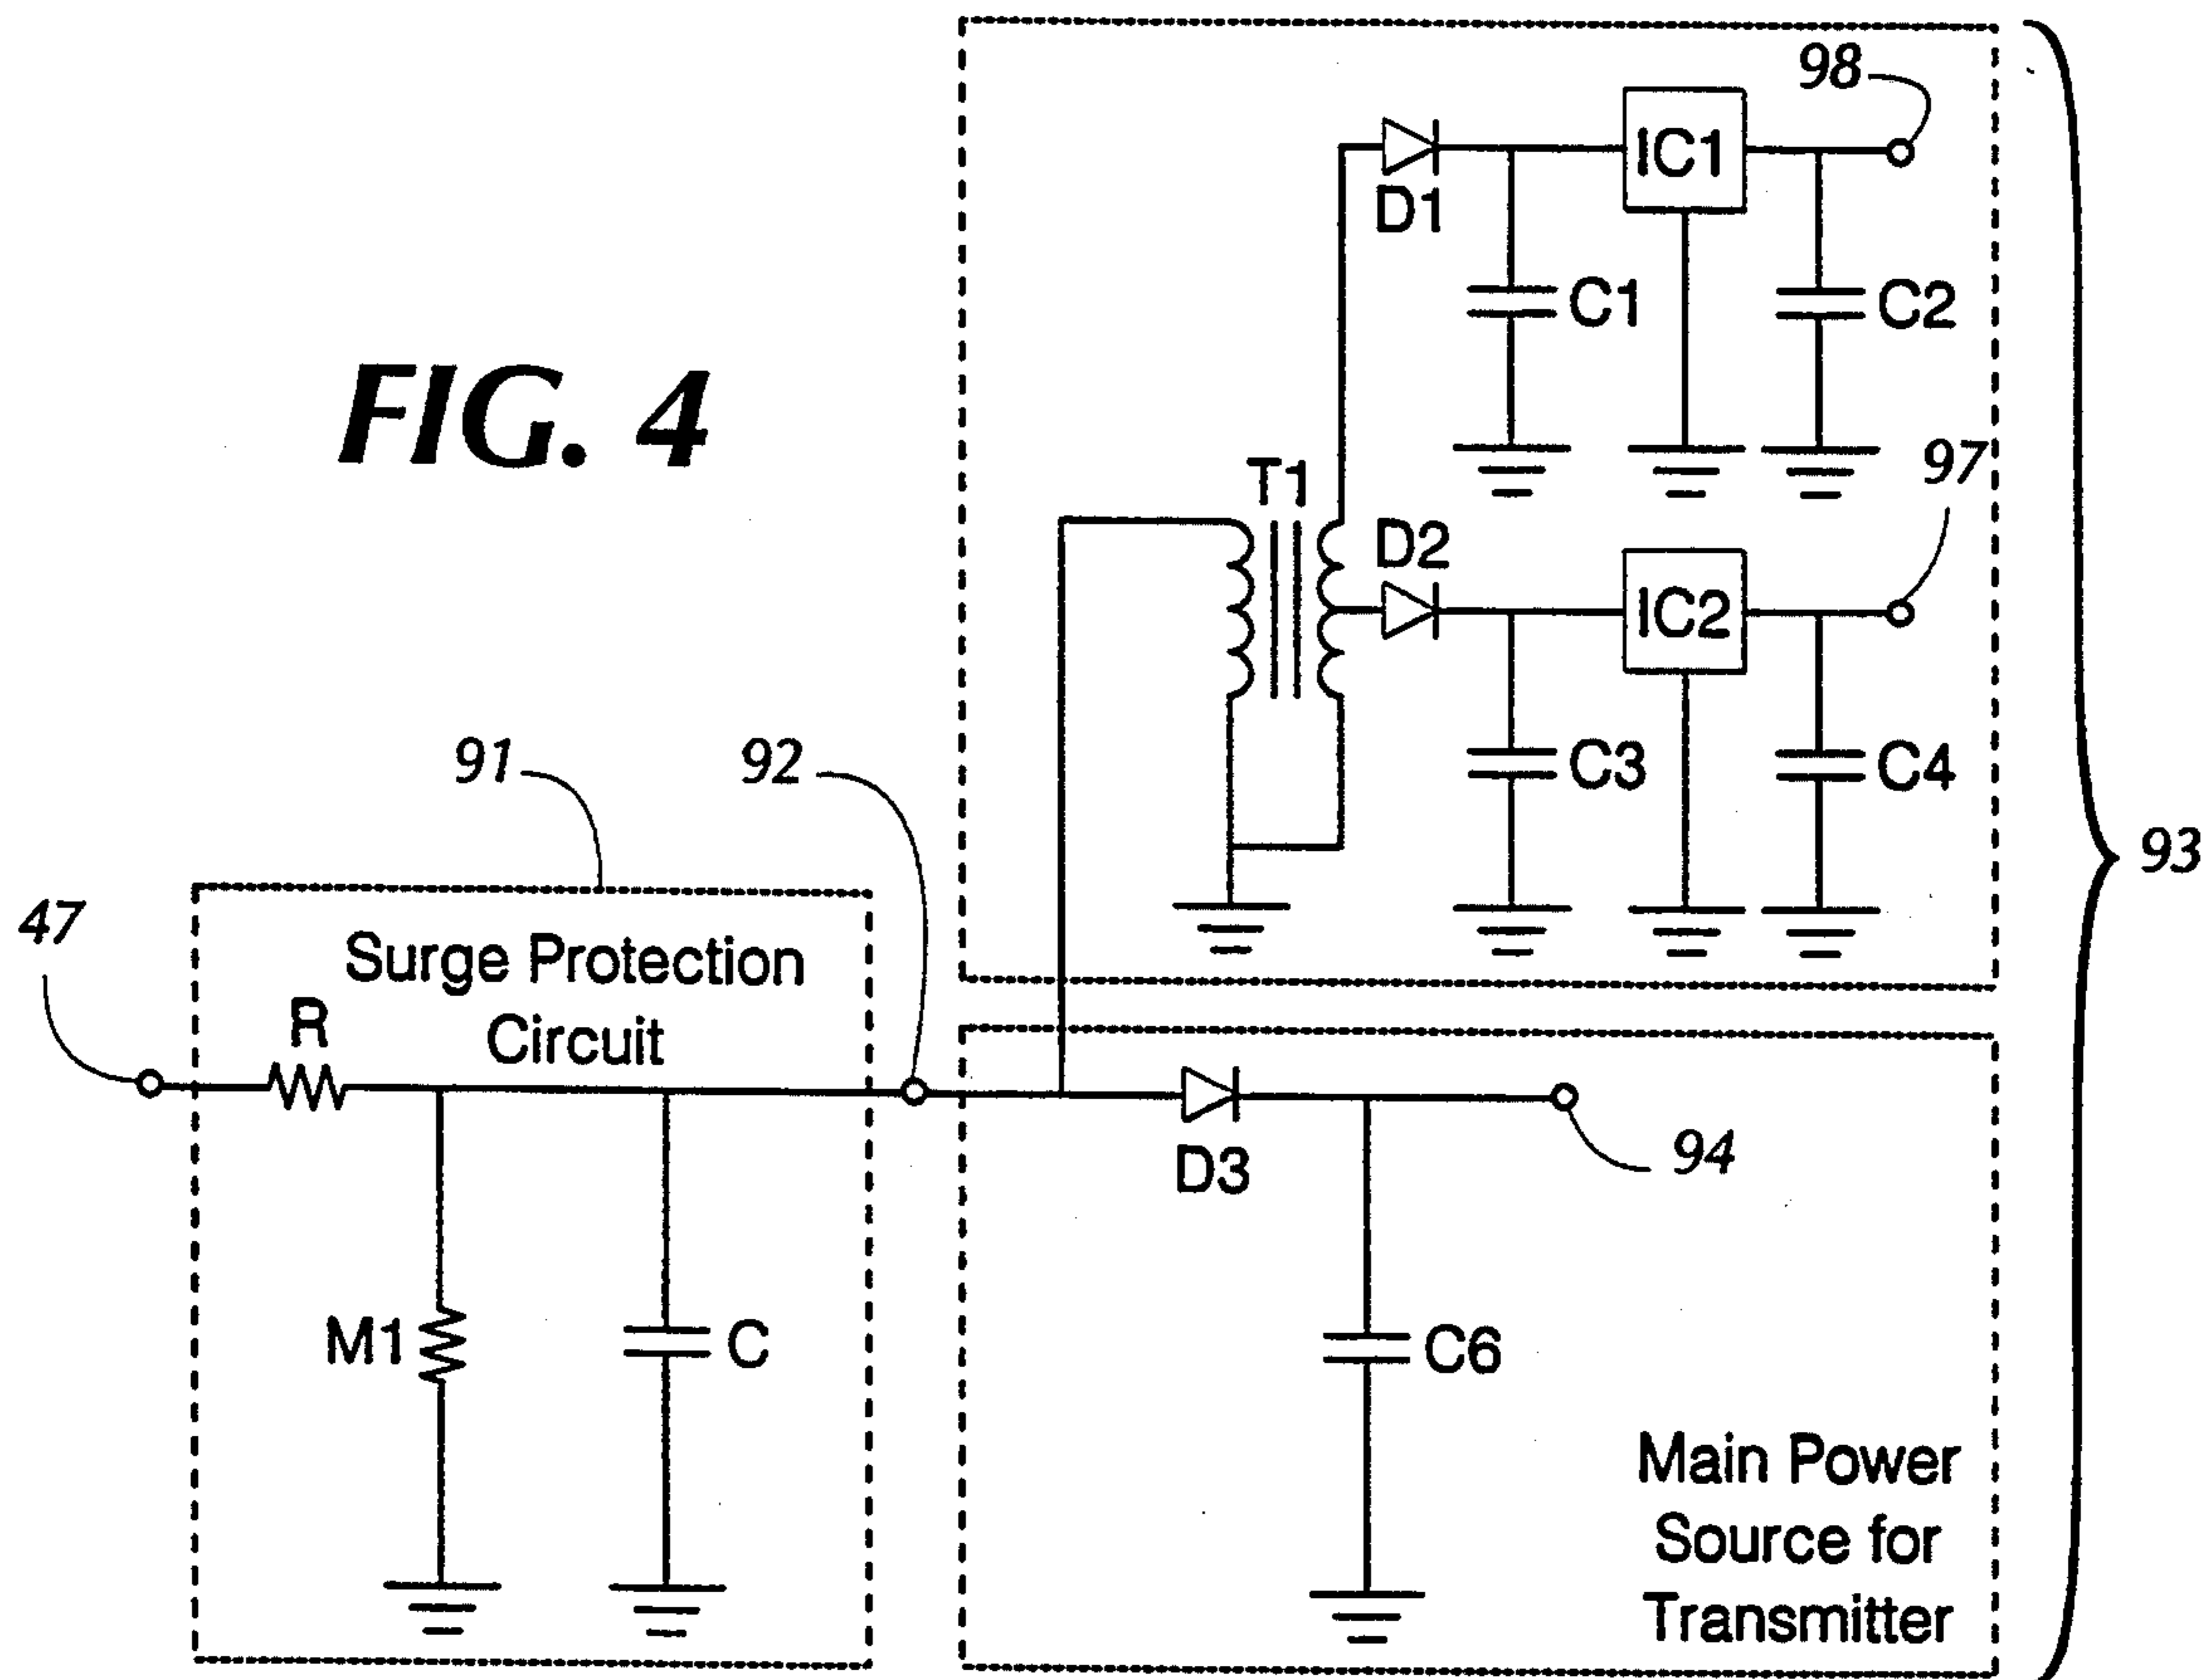 FIG. 4
98
IC1
D1
C1
C2
97
T1
D2
IC2
C3
C4
93
91
92
47
Surge Protection
Circuit
R
M1
C
D3
94
C6
Main Power
Source for
Transmitter